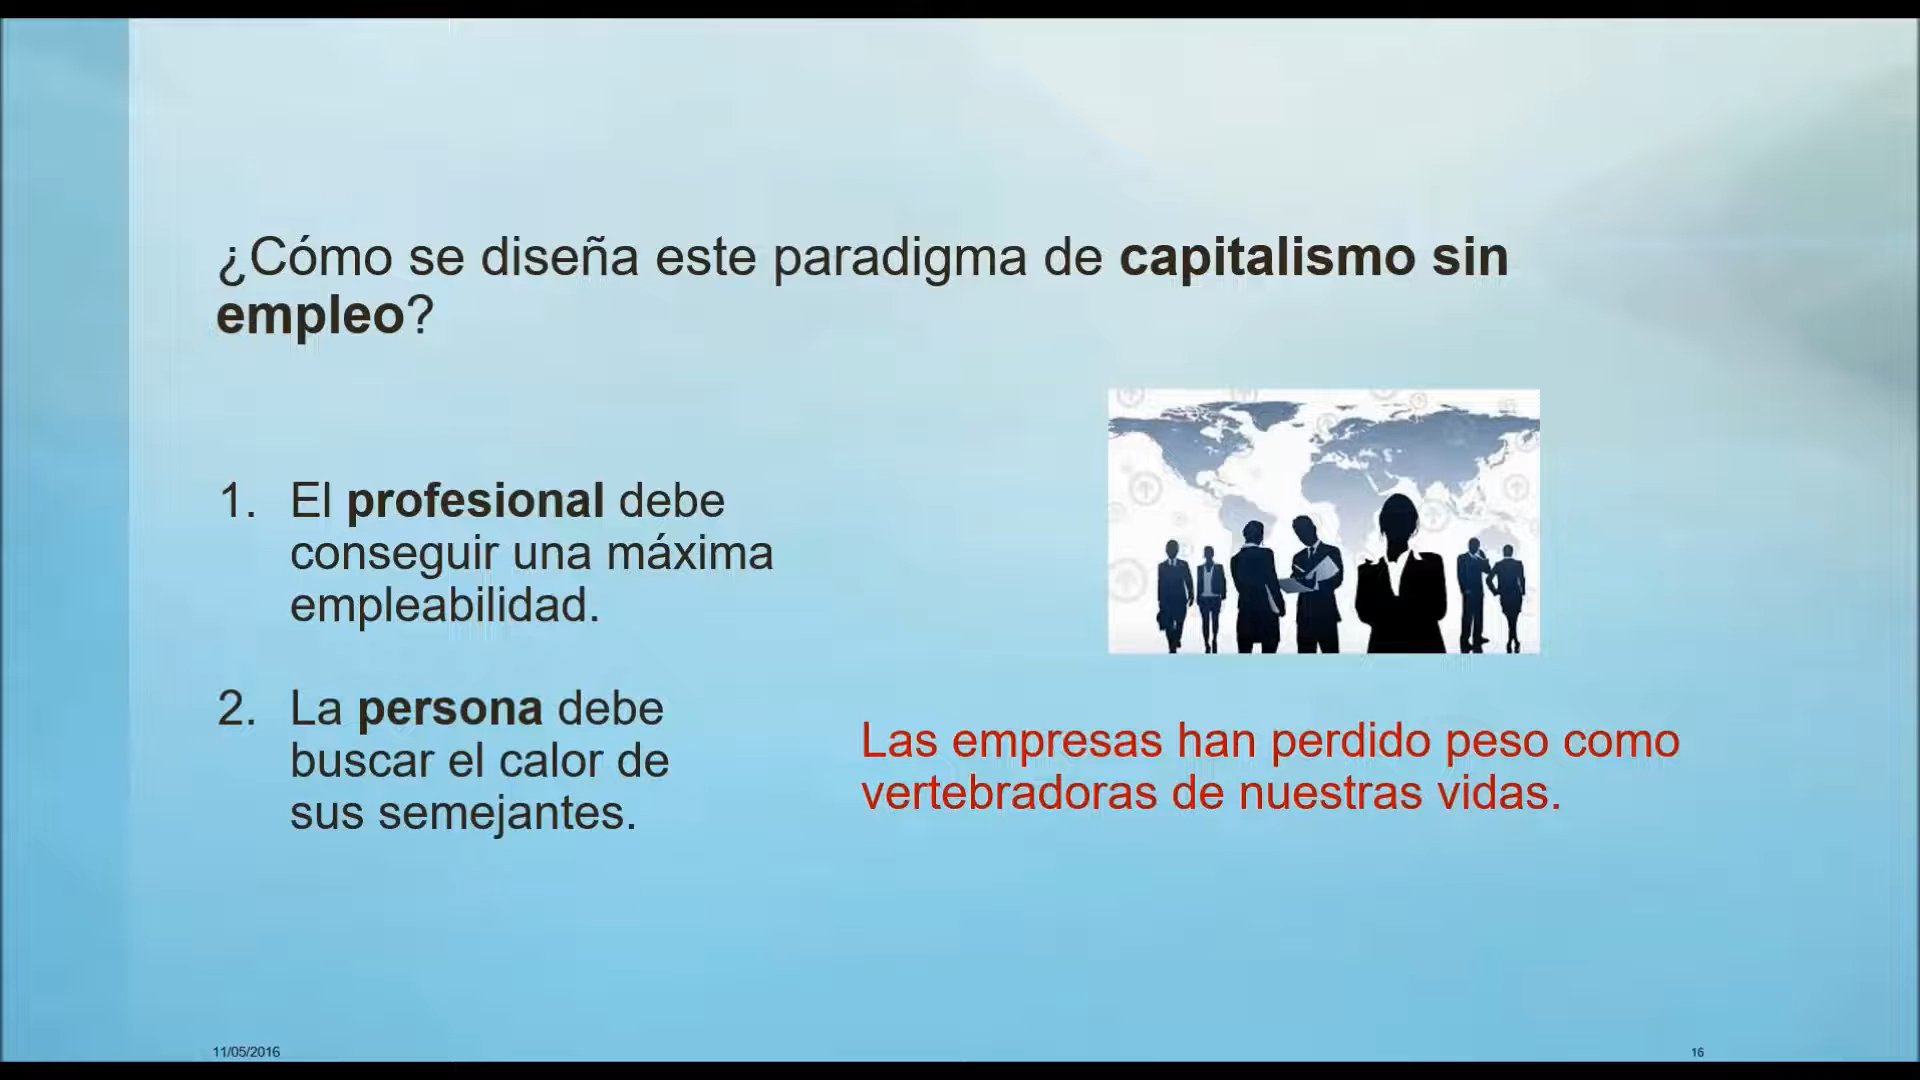 ¿Cómo se diseña este paradigma de capitalismo sin
empleo?
1. El profesional debe
conseguir una máxima
empleabilidad.
2. La persona debe
buscar el calor de
sus semejantes.
Las empresas han perdido peso como
vertebradoras de nuestras vidas.
11/05/2016
16